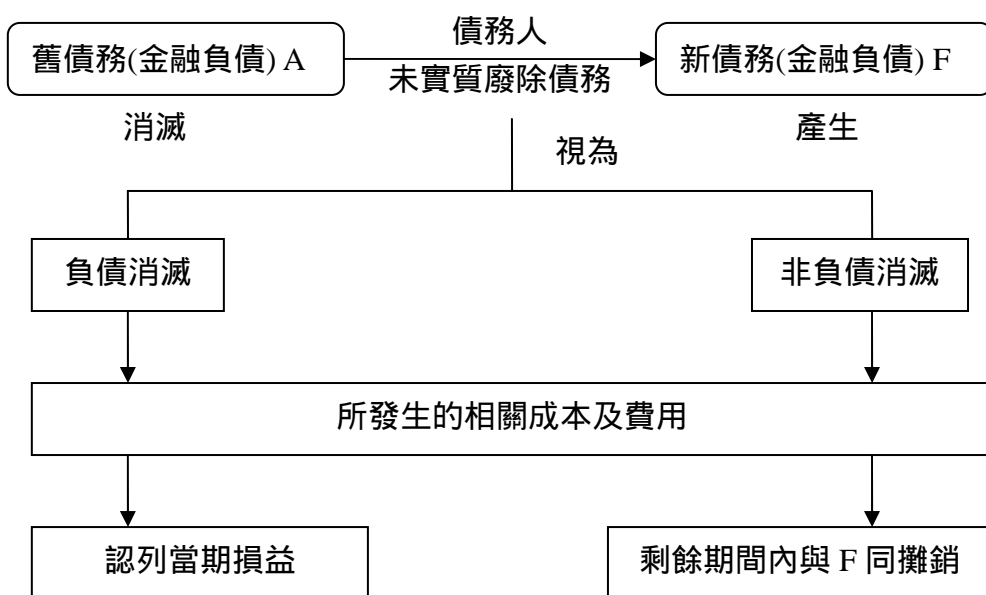 舊債務(金融負債) A
債務人
未實質廢除債務
新債務(金融負債) F
消滅
產生
視為
負債消滅
非負債消滅
所發生的相關成本及費用
認列當期損益
剩餘期間內與 F 同攤銷